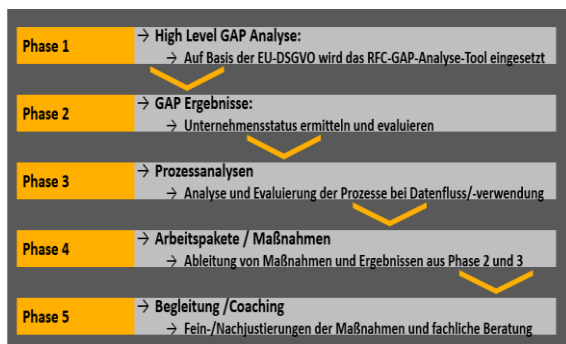 Phase 1
→ High Level GAP Analyse:
→ Auf Basis der EU-DSGVO wird das RFC-GAP-Analyse-Tool eingesetzt
Phase 2
→ GAP Ergebnisse:
→ Unternehmensstatus ermitteln und evaluieren
Phase 3
→ Prozessanalysen
→ Analyse und Evaluierung der Prozesse bei Datenfluss/-verwendung
Phase 4
→ Arbeitspakete / Maßnahmen
→ Ableitung von Maßnahmen und Ergebnissen aus Phase 2 und 3
Phase 5
→ Begleitung /Coaching
→ Fein-/Nachjustierungen der Maßnahmen und fachliche Beratung